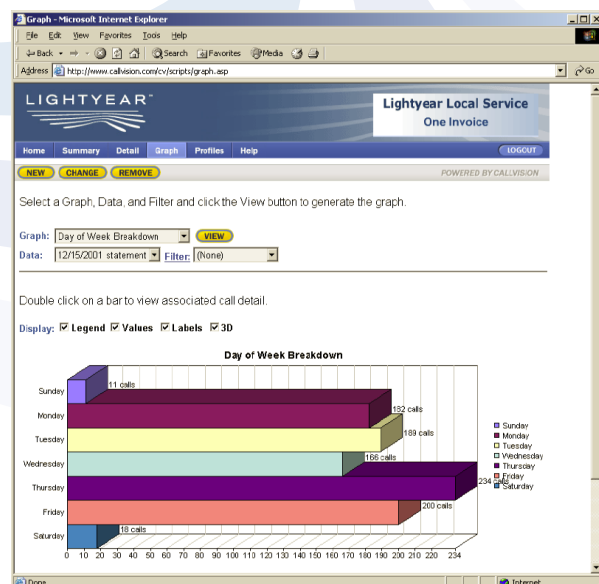 Graph - Microsoft Internet Explorer
File Edit View Favorites Tools Help
Back Search Favorites Media
Address http://www.callvision.com/cv/scripts/graph.asp Go
LIGHTYEAR
Lightyear Local Service
One Invoice
Home Summary Detail Graph Profiles Help LOGOUT
NEW CHANGE REMOVE POWERED BY CALLVISION
Select a Graph, Data, and Filter and click the View button to generate the graph.
Graph: Day of Week Breakdown VIEW
Data: 12/15/2001 statement Filter: (None)
Double click on a bar to view associated call detail.
Display: Legend Values Labels 3D
Day of Week Breakdown
Sunday 11 calls
Monday 182 calls
Tuesday 189 calls
Wednesday 166 calls
Thursday 234 calls
Friday 200 calls
Saturday 18 calls
0 10 20 30 40 50 60 70 80 90 100 110 120 130 140 150 160 170 180 190 200 210 220 234
Sunday
Monday
Tuesday
Wednesday
Thursday
Friday
Saturday
Done Internet